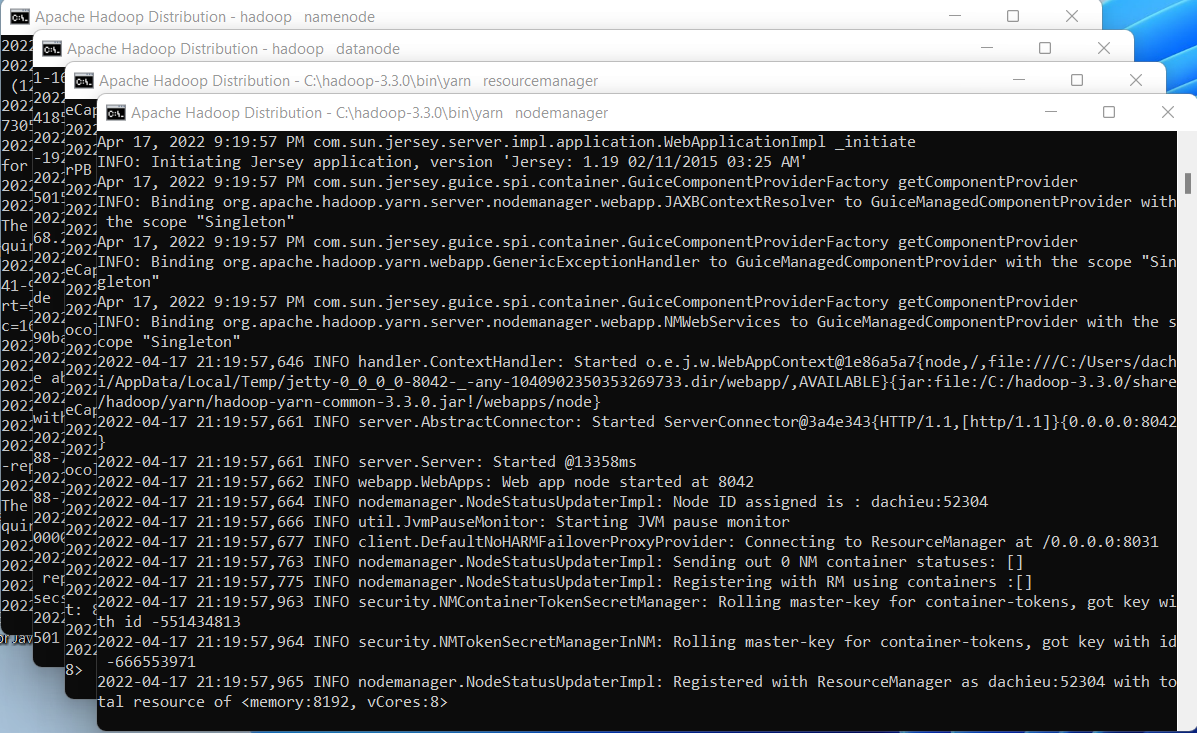 Apache Hadoop Distribution - hadoop   namenode
Apache Hadoop Distribution - hadoop   datanode
Apache Hadoop Distribution - C:\hadoop-3.3.0\bin\yarn   resourcemanager
Apache Hadoop Distribution - C:\hadoop-3.3.0\bin\yarn   nodemanager
Apr 17, 2022 9:19:57 PM com.sun.jersey.server.impl.application.WebApplicationImpl _initiate
INFO: Initiating Jersey application, version 'Jersey: 1.19 02/11/2015 03:25 AM'
Apr 17, 2022 9:19:57 PM com.sun.jersey.guice.spi.container.GuiceComponentProviderFactory getComponentProvider
INFO: Binding org.apache.hadoop.yarn.server.nodemanager.webapp.JAXBContextResolver to GuiceManagedComponentProvider with
 the scope "Singleton"
Apr 17, 2022 9:19:57 PM com.sun.jersey.guice.spi.container.GuiceComponentProviderFactory getComponentProvider
INFO: Binding org.apache.hadoop.yarn.webapp.GenericExceptionHandler to GuiceManagedComponentProvider with the scope "Sin
gleton"
Apr 17, 2022 9:19:57 PM com.sun.jersey.guice.spi.container.GuiceComponentProviderFactory getComponentProvider
INFO: Binding org.apache.hadoop.yarn.server.nodemanager.webapp.NMWebServices to GuiceManagedComponentProvider with the s
cope "Singleton"
2022-04-17 21:19:57,646 INFO handler.ContextHandler: Started o.e.j.w.WebAppContext@1e86a5a7{node,/,file:///C:/Users/dach
i/AppData/Local/Temp/jetty-0_0_0_0-8042-_-any-1040902350353269733.dir/webapp/,AVAILABLE}{jar:file:/C:/hadoop-3.3.0/share
/hadoop/yarn/hadoop-yarn-common-3.3.0.jar!/webapps/node}
2022-04-17 21:19:57,661 INFO server.AbstractConnector: Started ServerConnector@3a4e343{HTTP/1.1,[http/1.1]}{0.0.0.0:8042
}
2022-04-17 21:19:57,661 INFO server.Server: Started @13358ms
2022-04-17 21:19:57,662 INFO webapp.WebApps: Web app node started at 8042
2022-04-17 21:19:57,664 INFO nodemanager.NodeStatusUpdaterImpl: Node ID assigned is : dachieu:52304
2022-04-17 21:19:57,666 INFO util.JvmPauseMonitor: Starting JVM pause monitor
2022-04-17 21:19:57,677 INFO client.DefaultNoHARMFailoverProxyProvider: Connecting to ResourceManager at /0.0.0.0:8031
2022-04-17 21:19:57,763 INFO nodemanager.NodeStatusUpdaterImpl: Sending out 0 NM container statuses: []
2022-04-17 21:19:57,775 INFO nodemanager.NodeStatusUpdaterImpl: Registering with RM using containers :[]
2022-04-17 21:19:57,963 INFO security.NMContainerTokenSecretManager: Rolling master-key for container-tokens, got key wi
th id -551434813
2022-04-17 21:19:57,964 INFO security.NMTokenSecretManagerInNM: Rolling master-key for container-tokens, got key with id
 -666553971
2022-04-17 21:19:57,965 INFO nodemanager.NodeStatusUpdaterImpl: Registered with ResourceManager as dachieu:52304 with to
tal resource of <memory:8192, vCores:8>